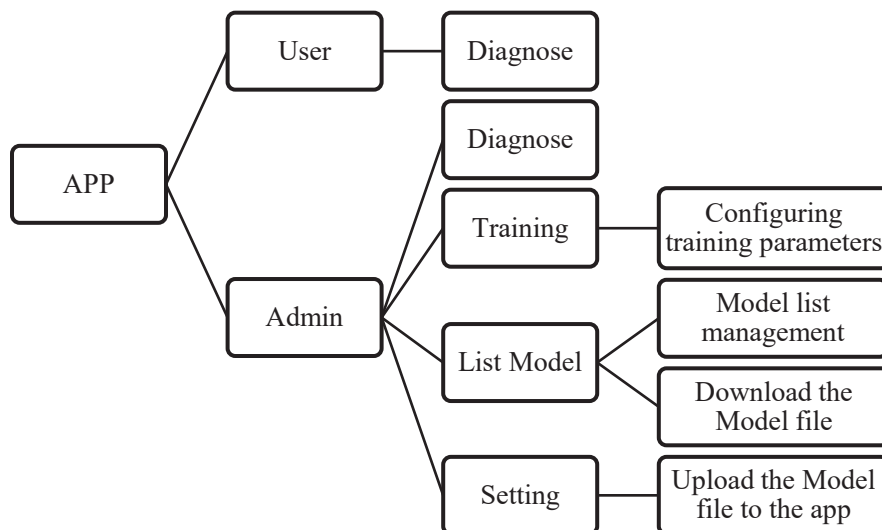 User
Diagnose
Diagnose
APP
Training
Configuring
training parameters
Admin
Model list
management
List Model
Download the
Model file
Setting
Upload the Model
file to the app